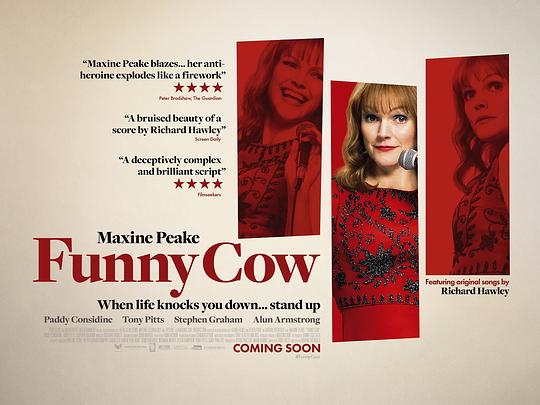 “Maxine Peake blazes... her anti-
heroine explodes like a firework”
★★★★
Peter Bradshaw, The Guardian
“A bruised beauty of a
score by Richard Hawley”
Screen Daily
“A deceptively complex
and brilliant script”
★★★★
Filmseekers
Maxine Peake
Funny Cow
Featuring original songs by
Richard Hawley
When life knocks you down... stand up
Paddy Considine Tony Pitts Stephen Graham Alun Armstrong
COMING SOON
#FunnyCow